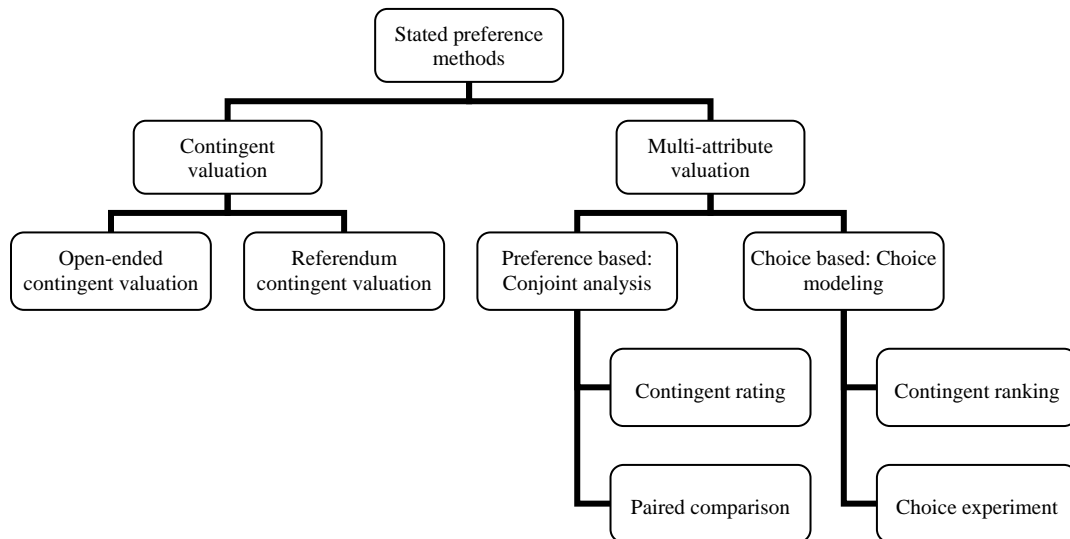 Stated preference
methods
Contingent
valuation
Multi-attribute
valuation
Open-ended
contingent valuation
Referendum
contingent valuation
Preference based:
Conjoint analysis
Choice based: Choice
modeling
Contingent rating
Contingent ranking
Paired comparison
Choice experiment